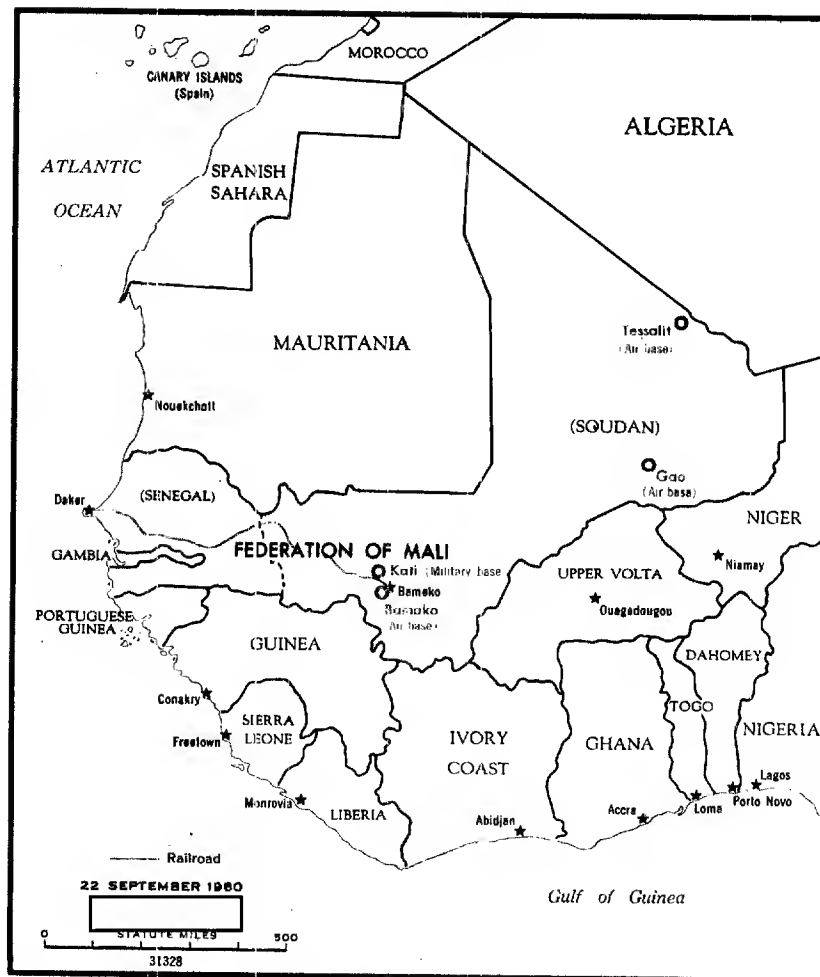 MOROCCO
CANARY ISLANDS
(Spain)
ALGERIA
ATLANTIC
OCEAN
SPANISH
SAHARA
Tessalit
(Air base)
MAURITANIA
Nouakchott
(SOUDAN)
Gao
(Air base)
(SENEGAL)
Dakar
NIGER
GAMBIA
FEDERATION OF MALI
Niamey
Kati (Military base
Bamako
UPPER VOLTA
Bamako
Air base)
Ouagadougou
PORTUGUESE
GUINEA
GUINEA
DAHOMEY
Conakry
TOGO
SIERRA
LEONE
IVORY
COAST
GHANA
NIGERIA
Freetown
Monrovia
LIBERIA
Lagos
Porto Novo
Loma
Abidjan
Accra
Railroad
22 SEPTEMBER 1960
Gulf of Guinea
STATUTE MILES
0
500
31328